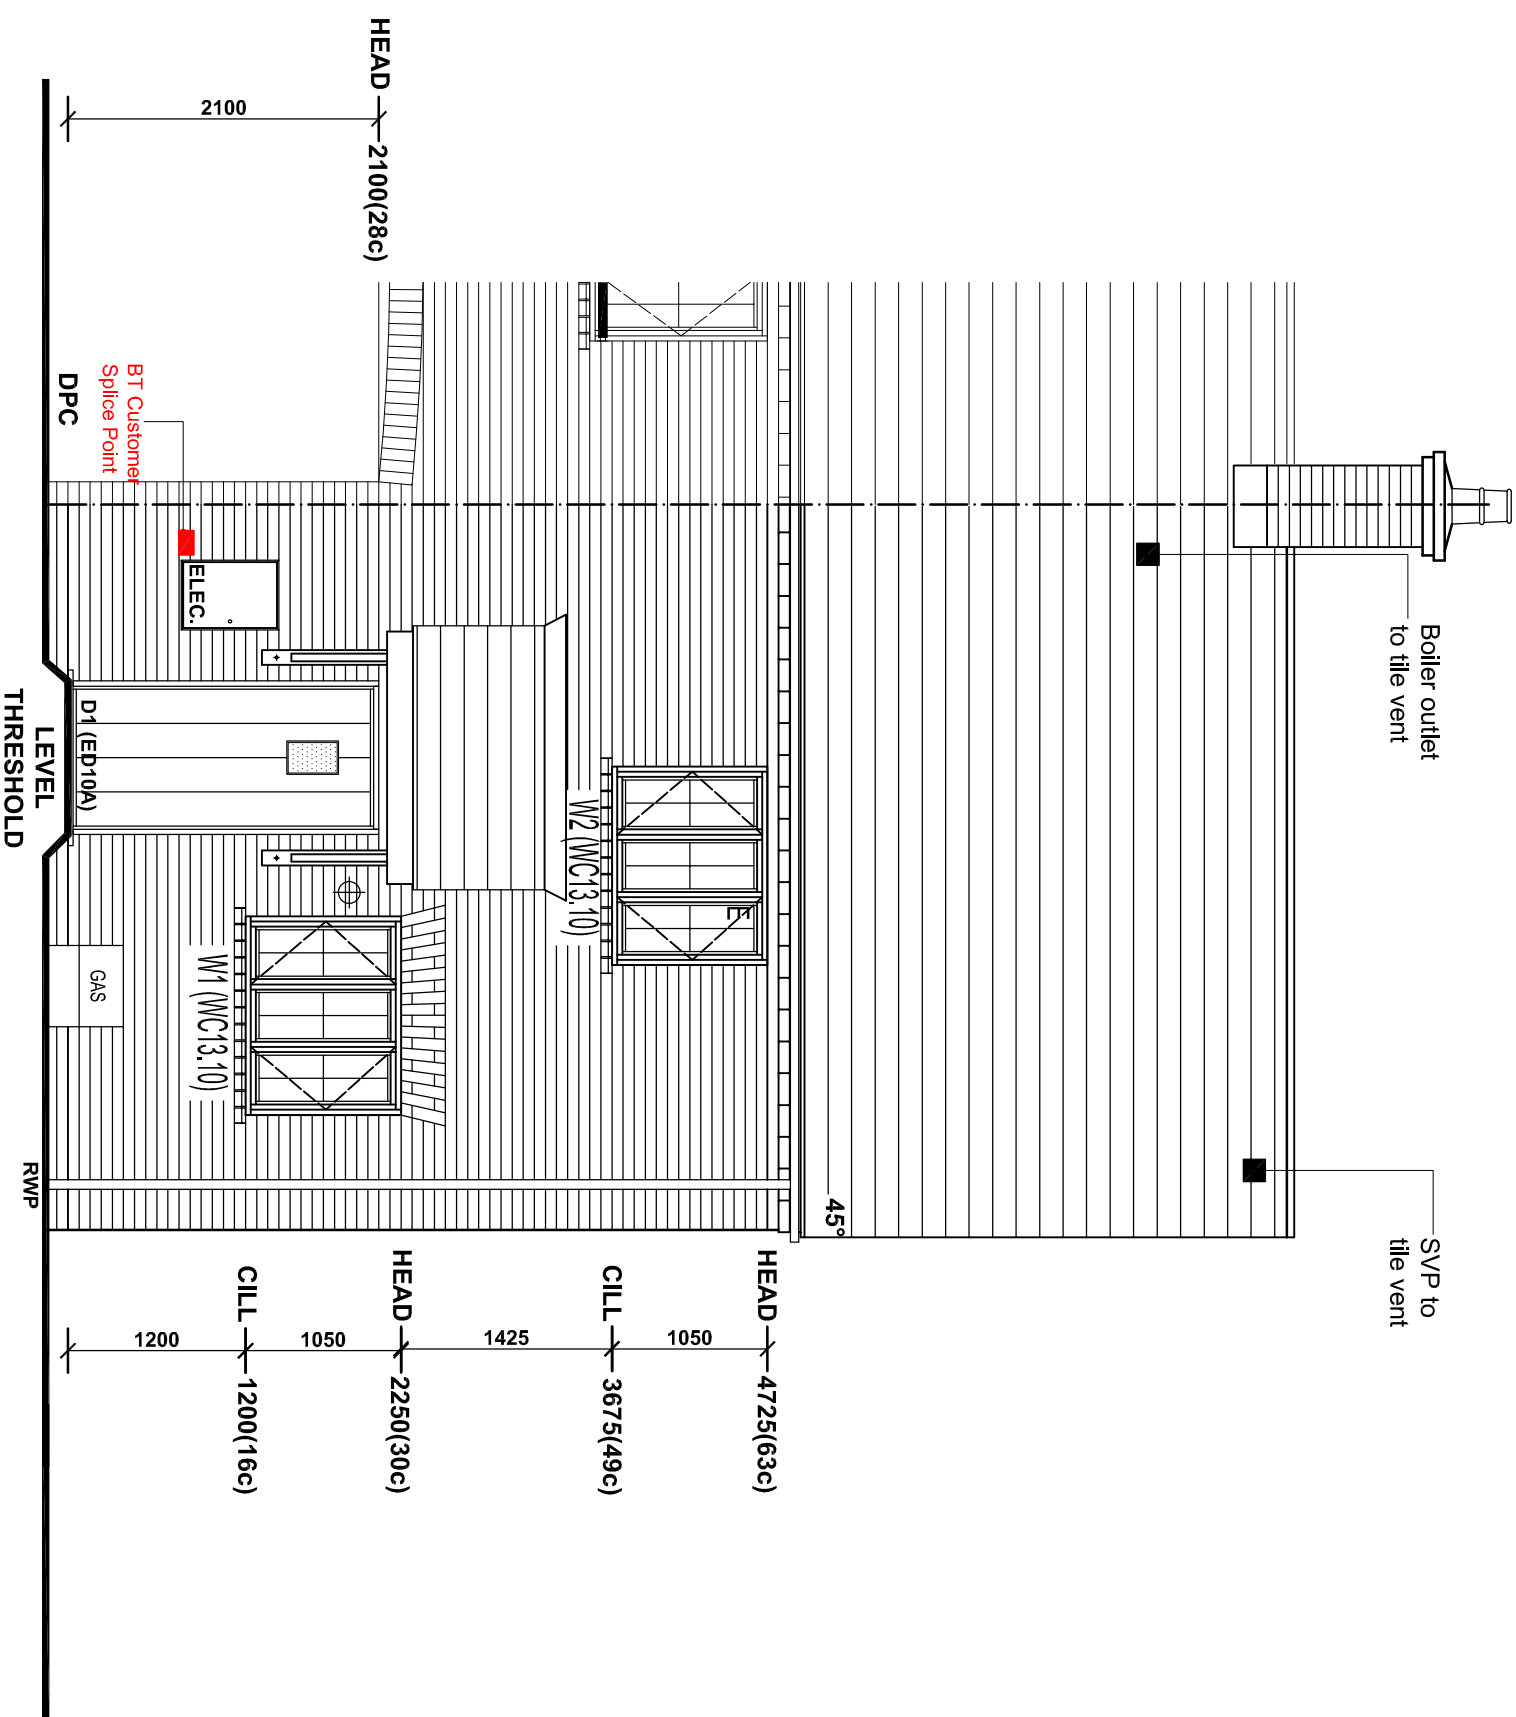 Boiler outlet
to tile vent
SVP to
tile vent
45°
HEAD
4725(63c)
1050
E
W2 (WC13.10)
CILL
3675(49c)
1425
HEAD
2100(28c)
2100
HEAD
2250(30c)
1050
ELEC.
W1 (WC13.10)
CILL
1200(16c)
1200
BT Customer
Splice Point
D1 (ED10A)
GAS
DPC
LEVEL
THRESHOLD
RWP